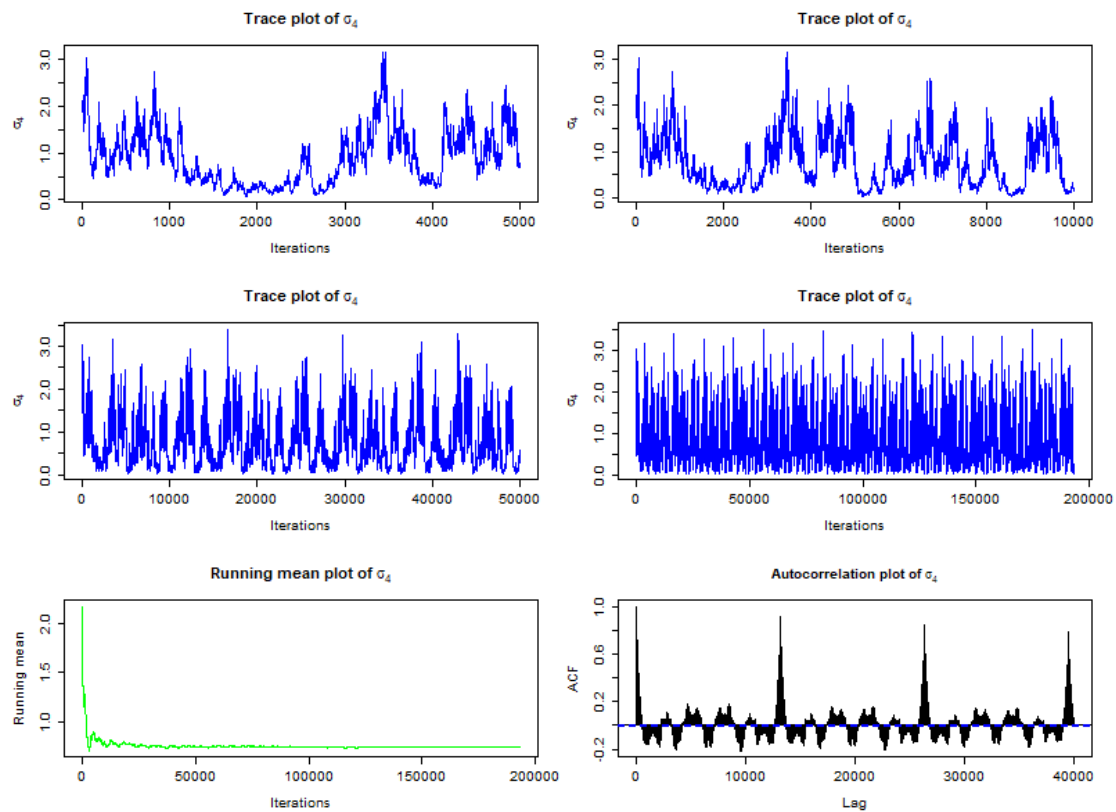 Trace plot of σ₄
σ₄
0.0 1.0 2.0 3.0
0 1000 2000 3000 4000 5000
Iterations
Trace plot of σ₄
σ₄
0.0 1.0 2.0 3.0
0 2000 4000 6000 8000 10000
Iterations
Trace plot of σ₄
σ₄
0.0 1.0 2.0 3.0
0 10000 20000 30000 40000 50000
Iterations
Trace plot of σ₄
σ₄
0.0 1.0 2.0 3.0
0 50000 100000 150000 200000
Iterations
Running mean plot of σ₄
Running mean
1.0 1.5 2.0
0 50000 100000 150000 200000
Iterations
Autocorrelation plot of σ₄
ACF
-0.2 0.2 0.6 1.0
0 10000 20000 30000 40000
Lag